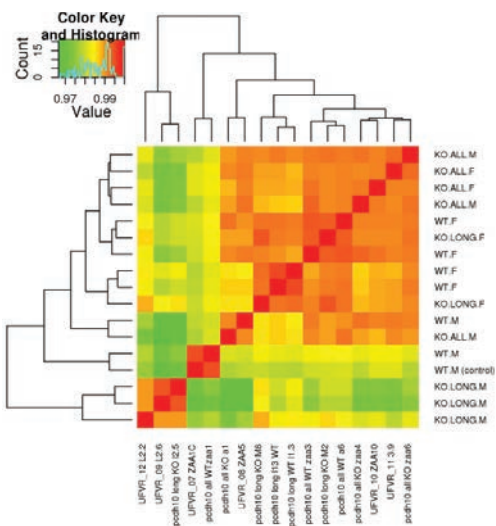 Color Key
and Histogram
Count
0 10 20
0.97 0.99
Value
KO.ALL.M
KO.ALL.F
KO.ALL.F
KO.ALL.M
WT.F
KO.LONG.F
WT.F
WT.F
WT.F
KO.LONG.F
WT.M
KO.ALL.M
WT.M
WT.M (control)
KO.LONG.M
KO.LONG.M
KO.LONG.M
UFVR_12 L2.2
UFVR_09 L2.6
pcdh10 long KO l2.5
UFVR_07 ZAA1C
pcdh10 all WT.zaa1
pcdh10 all KO a1
UFVR_08 ZAA5
pcdh10 long KO M8
pcdh10 long l13 WT
pcdh10 long WT l1.3
pcdh10 all WT zaa3
pcdh10 long KO M2
pcdh10 all WT a6
pcdh10 all KO zaa4
UFVR_10 ZAA10
UFVR_11 3.9
pcdh10 all KO zaa6